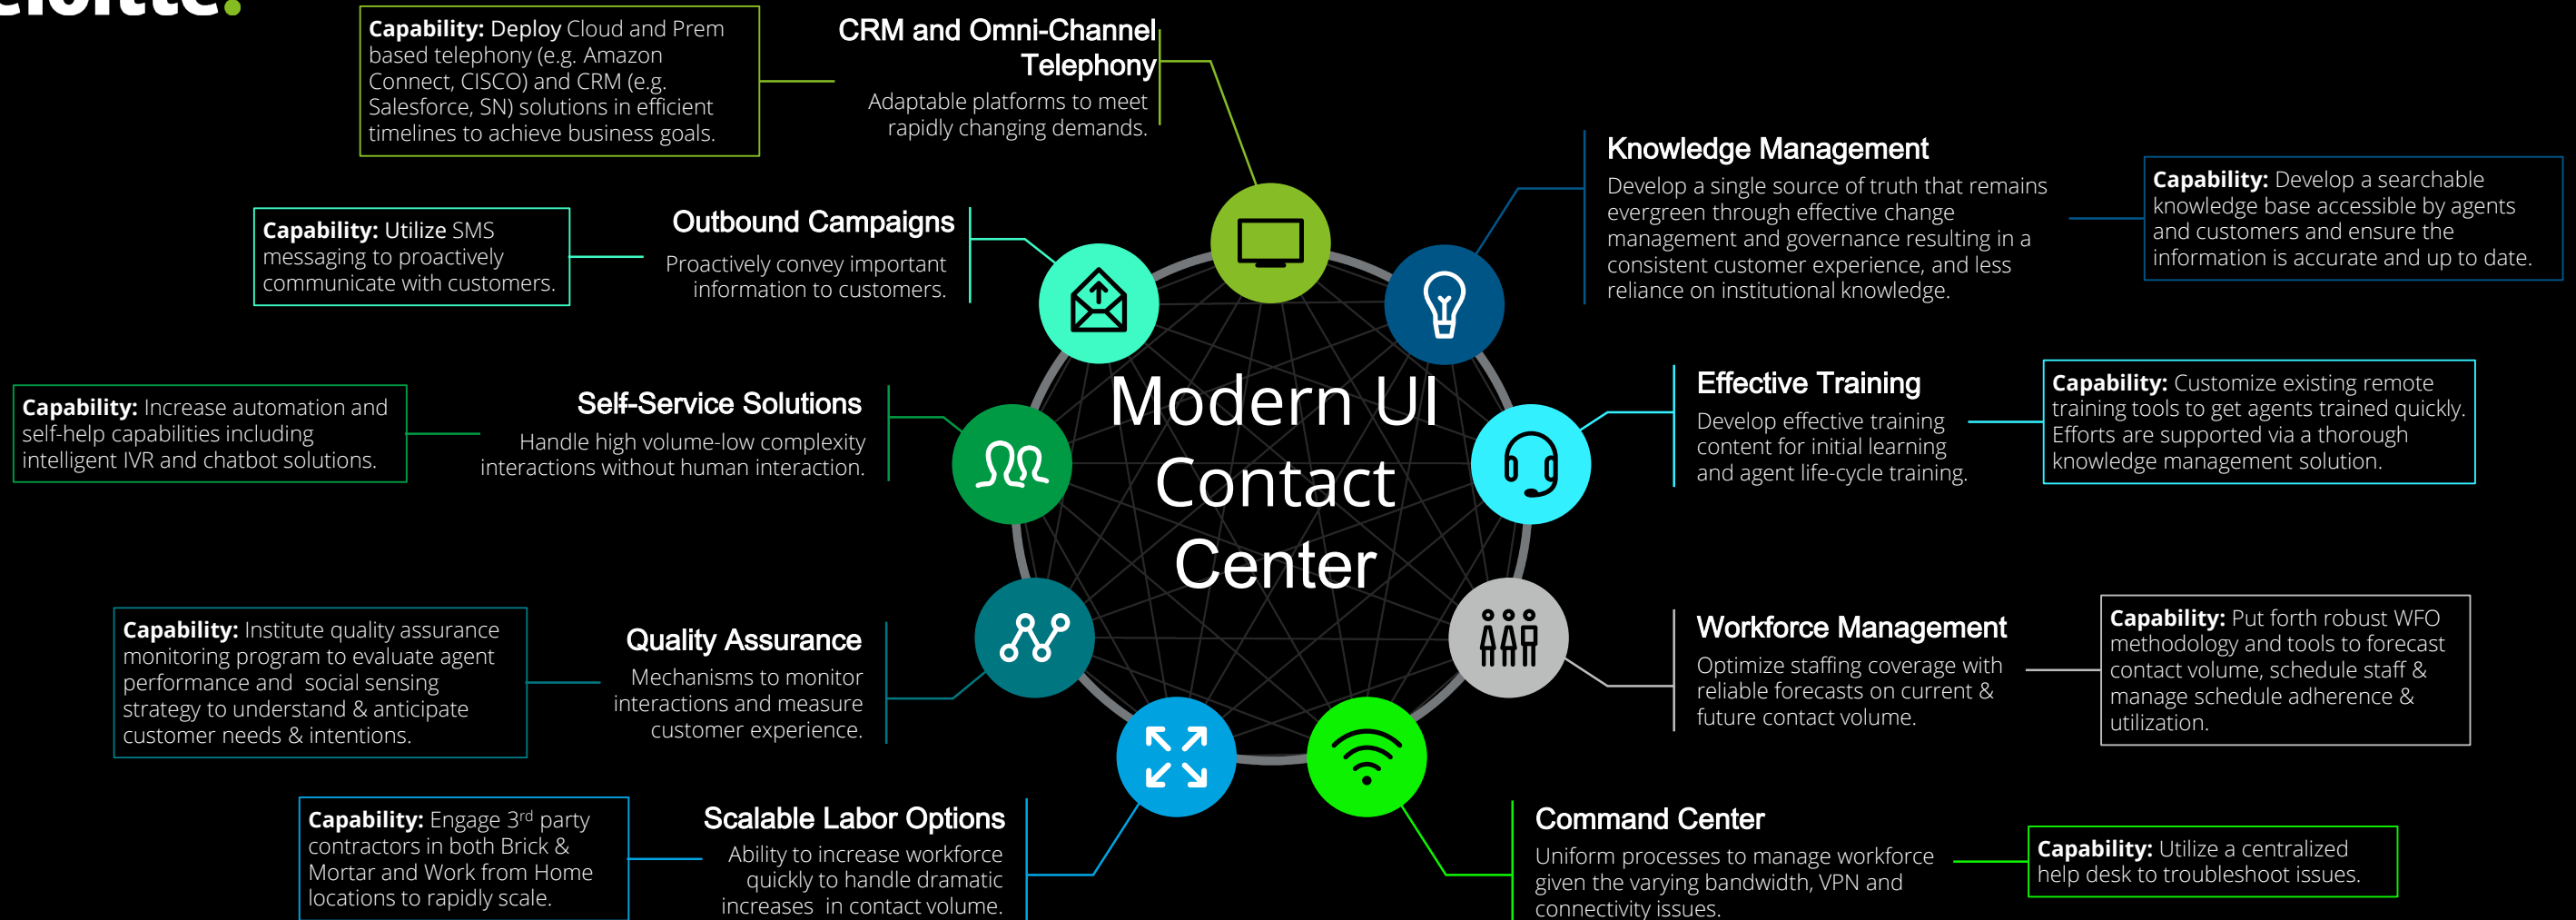 CRM and Omni-Channel
Telephony
Adaptable platforms to meet
rapidly changing demands.
Capability: Deploy Cloud and Prem
based telephony (e.g. Amazon
Connect, CISCO) and CRM (e.g.
Salesforce, SN) solutions in efficient
timelines to achieve business goals.
Knowledge Management
Develop a single source of truth that remains
evergreen through effective change
management and governance resulting in a
consistent customer experience, and less
reliance on institutional knowledge.
Capability: Develop a searchable
knowledge base accessible by agents
and customers and ensure the
information is accurate and up to date.
Outbound Campaigns
Proactively convey important
information to customers.
Capability: Utilize SMS
messaging to proactively
communicate with customers.
Effective Training
Develop effective training
content for initial learning
and agent life-cycle training.
Capability: Customize existing remote
training tools to get agents trained quickly.
Efforts are supported via a thorough
knowledge management solution.
Self-Service Solutions
Handle high volume-low complexity
interactions without human interaction.
Capability: Increase automation and
self-help capabilities including
intelligent IVR and chatbot solutions.
Modern UI
Contact
Center
Quality Assurance
Mechanisms to monitor
interactions and measure
customer experience.
Capability: Institute quality assurance
monitoring program to evaluate agent
performance and social sensing
strategy to understand & anticipate
customer needs & intentions.
Workforce Management
Optimize staffing coverage with
reliable forecasts on current &
future contact volume.
Capability: Put forth robust WFO
methodology and tools to forecast
contact volume, schedule staff &
manage schedule adherence &
utilization.
Scalable Labor Options
Ability to increase workforce
quickly to handle dramatic
increases in contact volume.
Capability: Engage 3rd party
contractors in both Brick &
Mortar and Work from Home
locations to rapidly scale.
Command Center
Uniform processes to manage workforce
given the varying bandwidth, VPN and
connectivity issues.
Capability: Utilize a centralized
help desk to troubleshoot issues.